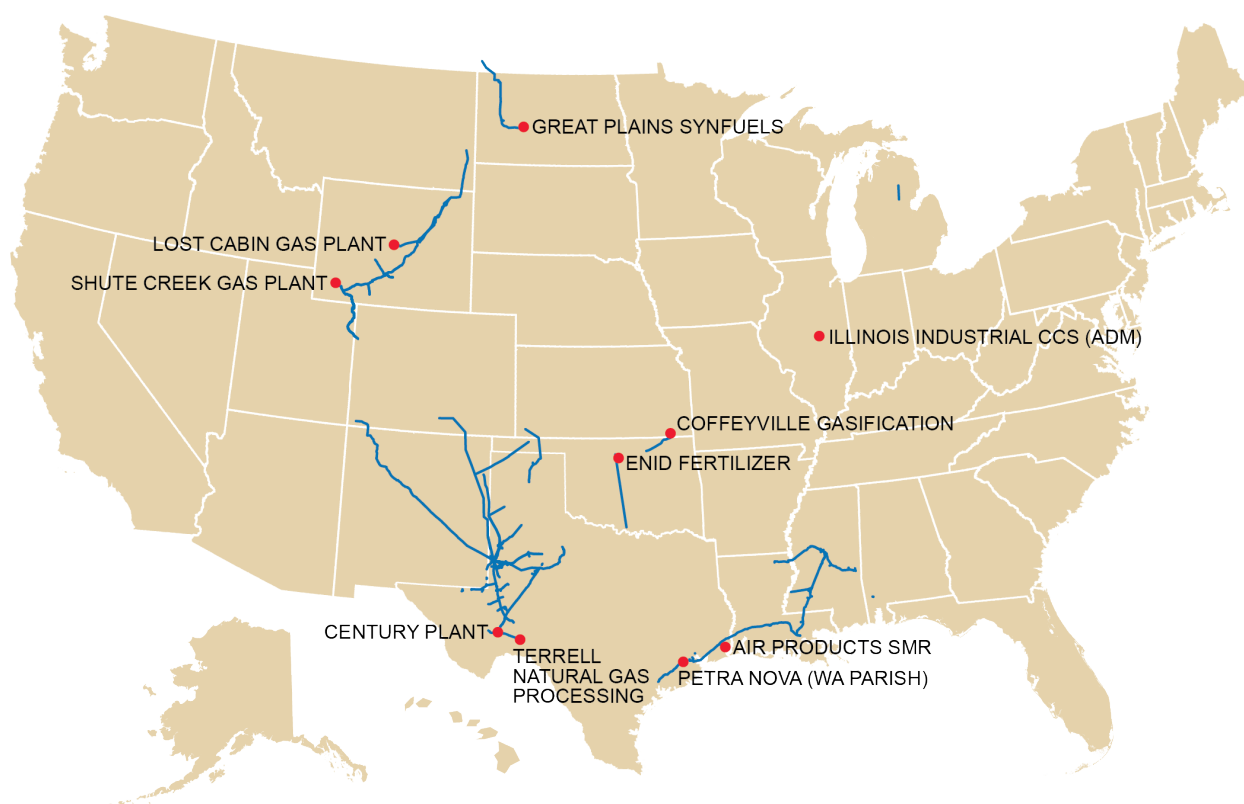 GREAT PLAINS SYNFUELS
LOST CABIN GAS PLANT
SHUTE CREEK GAS PLANT
ILLINOIS INDUSTRIAL CCS (ADM)
COFFEYVILLE GASIFICATION
ENID FERTILIZER
CENTURY PLANT
AIR PRODUCTS SMR
TERRELL
NATURAL GAS
PROCESSING
PETRA NOVA (WA PARISH)